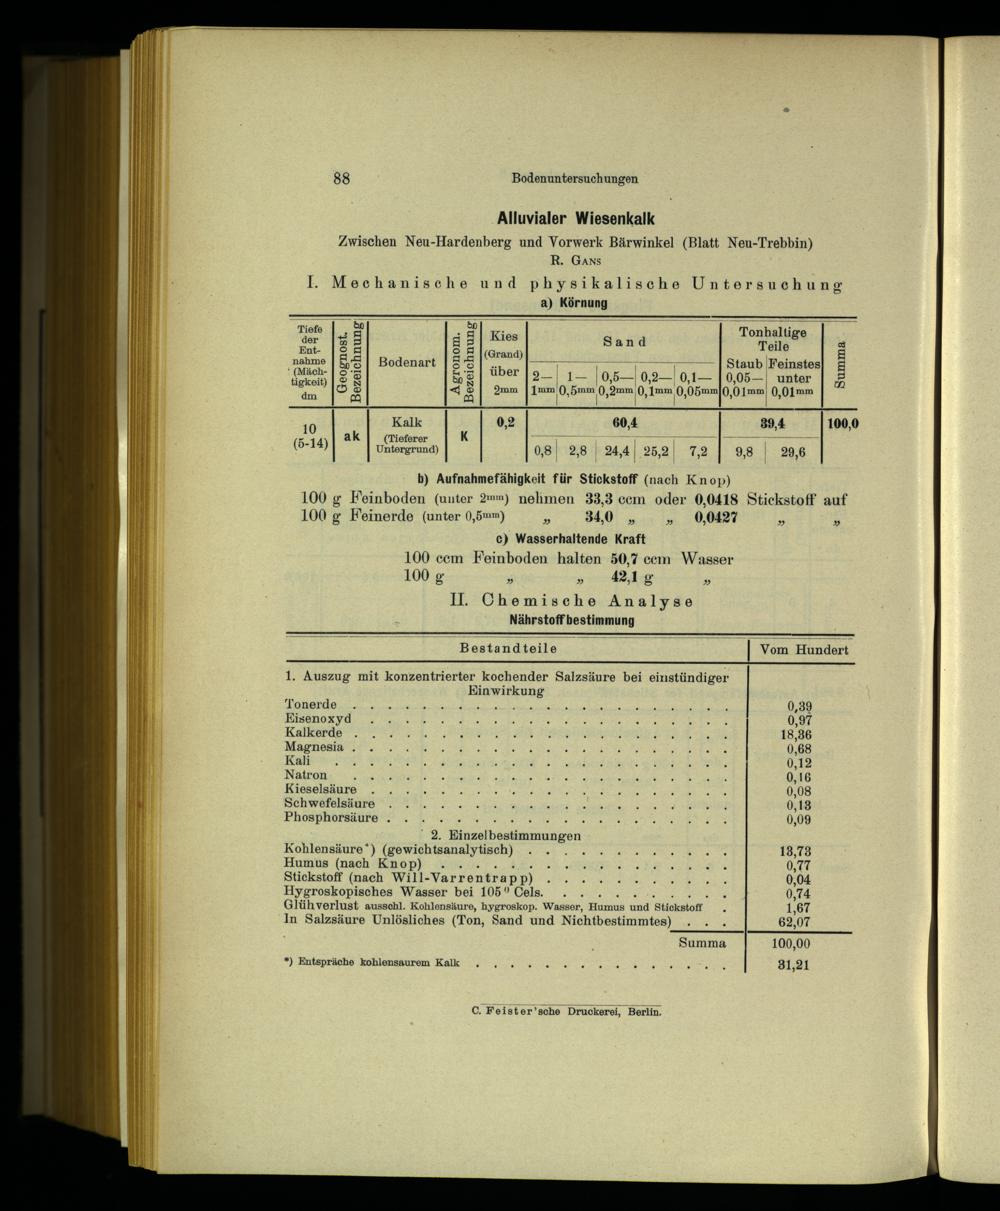 88 Bodenuntersuchungen
Alluvialer Wiesenkalk
Zwischen Neu-Hardenberg und Vorwerk Bärwinkel (Blatt Neu-Trebbin)
R. GANS
I. Mechanische und physikalische Untersuchung
a) Körnung
Tiefe der Ent-nahme (Mäch-tigkeit) dm | Geognost. Bezeichnung | Bodenart | Agronom. Bezeichnung | Kies (Grand) über 2mm | Sand | Tonhaltige Teile | Summa
2—1mm | 1—0,5mm | 0,5—0,2mm | 0,2—0,1mm | 0,1—0,05mm | Staub 0,05—0,01mm | Feinstes unter 0,01mm
10 (5-14) | ak | Kalk (Tieferer Untergrund) | K | 0,2 | 60,4 | 39,4 | 100,0
0,8 | 2,8 | 24,4 | 25,2 | 7,2 | 9,8 | 29,6
b) Aufnahmefähigkeit für Stickstoff (nach Knop)
100 g Feinboden (unter 2mm) nehmen 33,3 ccm oder 0,0418 Stickstoff auf
100 g Feinerde (unter 0,5mm) „ 34,0 „ „ 0,0427 „ „
c) Wasserhaltende Kraft
100 ccm Feinboden halten 50,7 ccm Wasser
100 g „ „ 42,1 g „
II. Chemische Analyse
Nährstoffbestimmung
Bestandteile | Vom Hundert
1. Auszug mit konzentrierter kochender Salzsäure bei einstündiger
Einwirkung
Tonerde . . . 0,39
Eisenoxyd . . . 0,97
Kalkerde . . . 18,36
Magnesia . . . 0,68
Kali . . . 0,12
Natron . . . 0,16
Kieselsäure . . . 0,08
Schwefelsäure . . . 0,13
Phosphorsäure . . . 0,09
2. Einzelbestimmungen
Kohlensäure*) (gewichtsanalytisch) . . . 13,73
Humus (nach Knop) . . . 0,77
Stickstoff (nach Will-Varrentrapp) . . . 0,04
Hygroskopisches Wasser bei 105⁰ Cels. . . . 0,74
Glühverlust ausschl. Kohlensäure, hygroskop. Wasser, Humus und Stickstoff . 1,67
In Salzsäure Unlösliches (Ton, Sand und Nichtbestimmtes) . . . 62,07
Summa 100,00
*) Entspräche kohlensaurem Kalk . . . 31,21
C. Feister'sche Druckerei, Berlin.